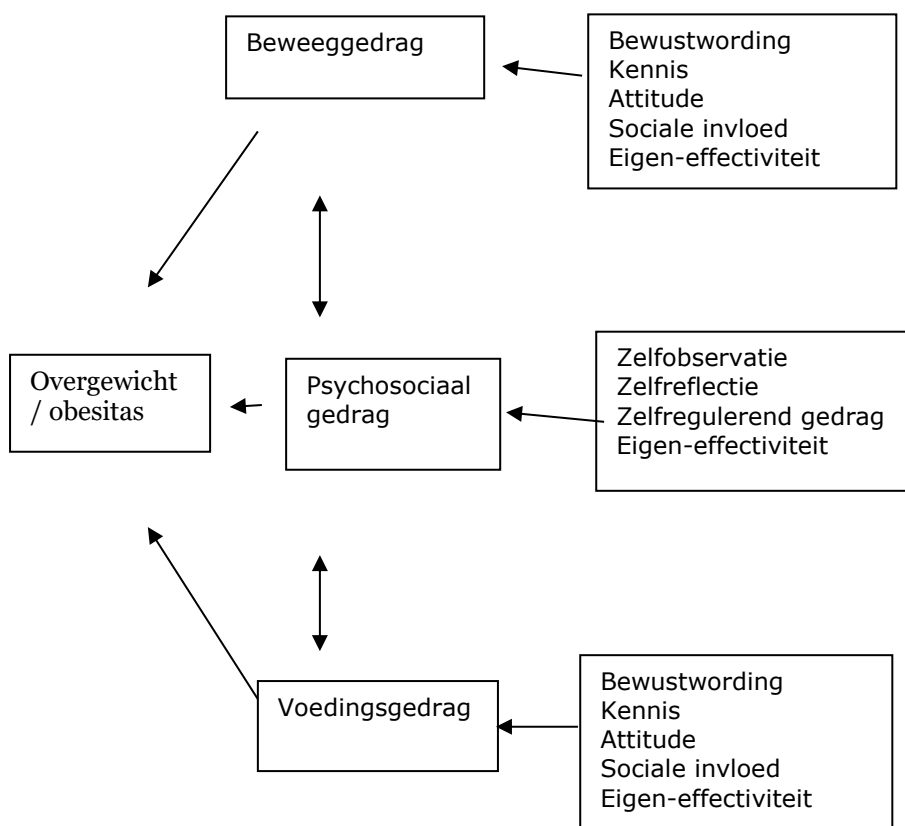 Beweeggedrag
Bewustwording
Kennis
Attitude
Sociale invloed
Eigen-effectiviteit
Overgewicht
/ obesitas
Psychosociaal
gedrag
Zelfobservatie
Zelfreflectie
Zelfregulerend gedrag
Eigen-effectiviteit
Voedingsgedrag
Bewustwording
Kennis
Attitude
Sociale invloed
Eigen-effectiviteit